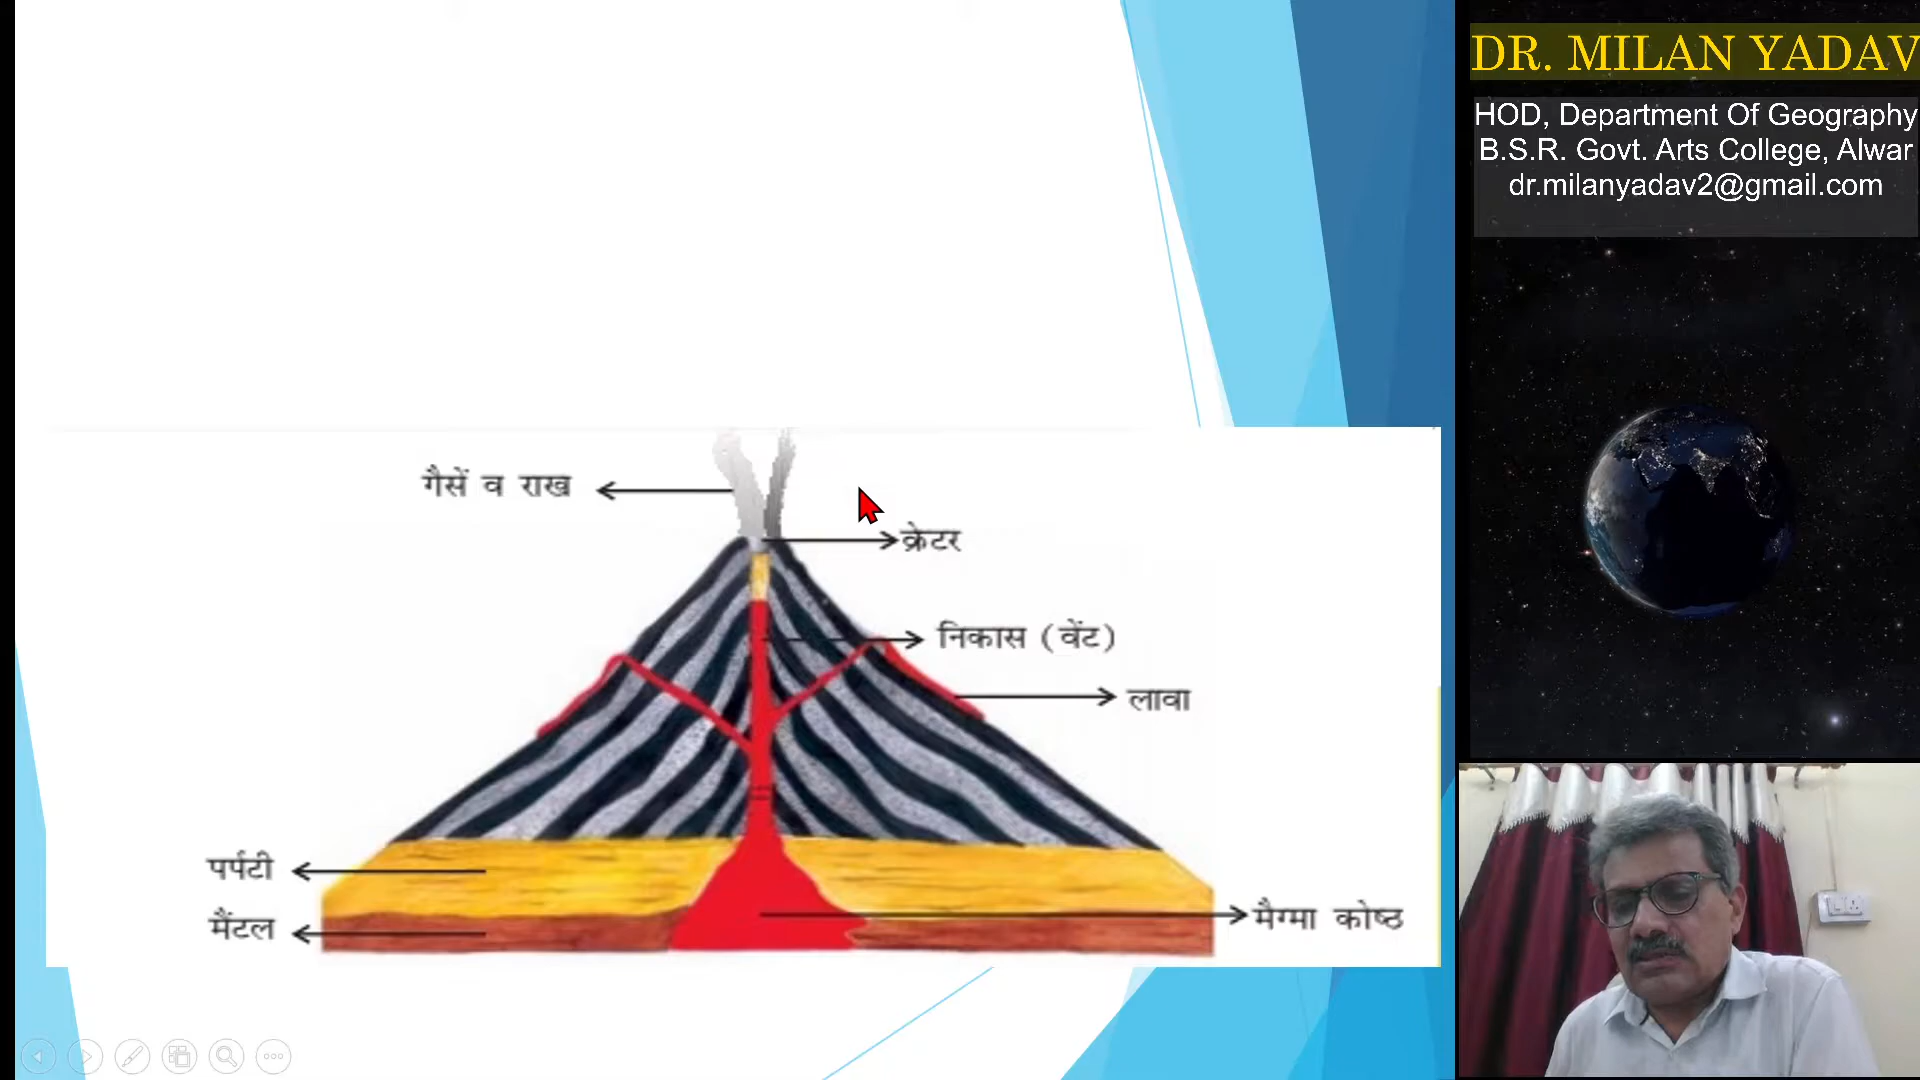 DR. MILAN YADAV
HOD, Department Of Geography
B.S.R. Govt. Arts College, Alwar
dr.milanyadav2@gmail.com
गैसें व राख
क्रेटर
निकास (वेंट)
लावा
पर्पटी
मैंटल
मैग्मा कोष्ठ